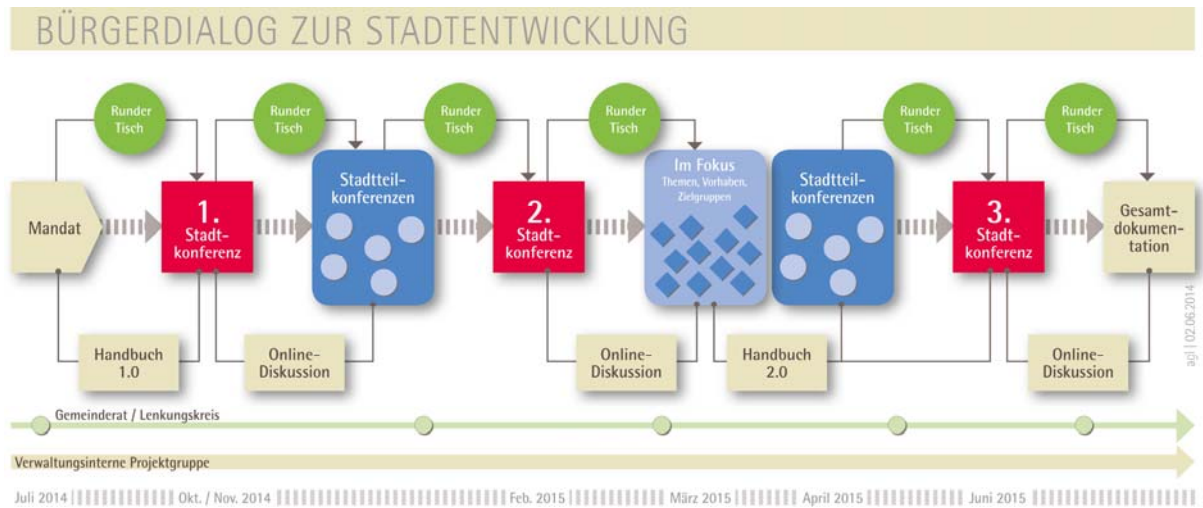 BÜRGERDIALOG ZUR STADTENTWICKLUNG
Runder
Tisch
Runder
Tisch
Runder
Tisch
Runder
Tisch
Runder
Tisch
Runder
Tisch
Mandat
1.
Stadt-
konferenz
Stadtteil-
konferenzen
2.
Stadt-
konferenz
Im Fokus
Themen, Vorhaben,
Zielgruppen
Stadtteil-
konferenzen
3.
Stadt-
konferenz
Gesamt-
dokumen-
tation
Handbuch
1.0
Online-
Diskussion
Online-
Diskussion
Handbuch
2.0
Online-
Diskussion
agl | 02.06.2014
Gemeinderat / Lenkungskreis
Verwaltungsinterne Projektgruppe
Juli 2014 Okt. / Nov. 2014 Feb. 2015 März 2015 April 2015 Juni 2015